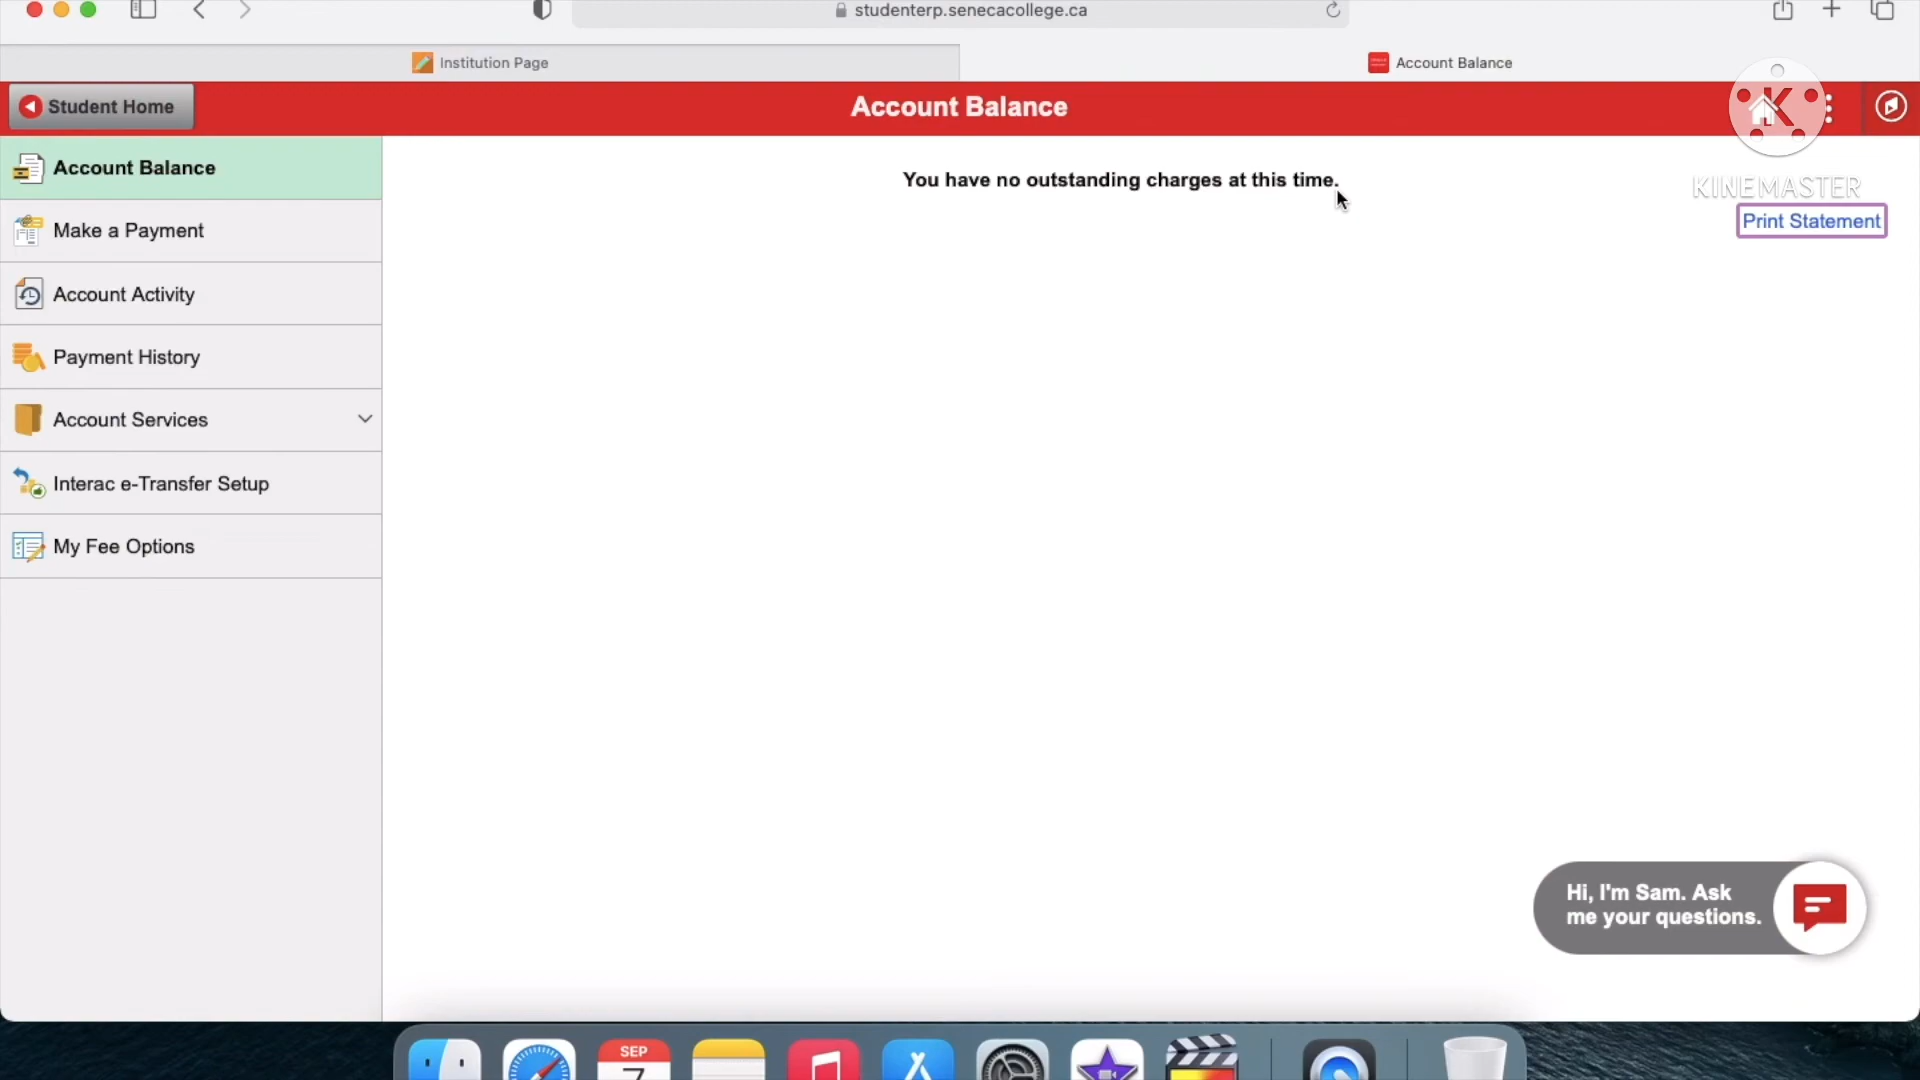 studenterp.senecacollege.ca
Institution Page
Account Balance
Student Home
Account Balance
KINEMASTER
Account Balance
Make a Payment
Account Activity
Payment History
Account Services
Interac e-Transfer Setup
My Fee Options
You have no outstanding charges at this time.
Print Statement
Hi, I'm Sam. Ask
me your questions.
SEP
7